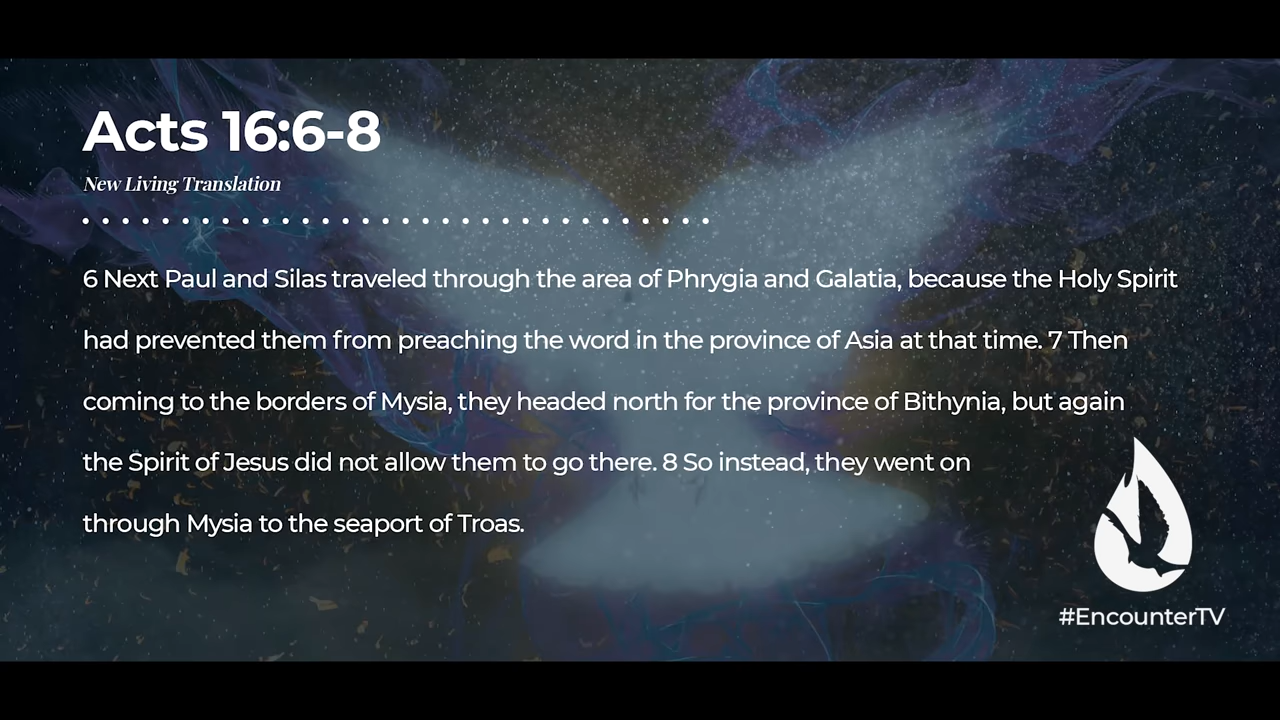 Acts 16:6-8
New Living Translation
6 Next Paul and Silas traveled through the area of Phrygia and Galatia, because the Holy Spirit
had prevented them from preaching the word in the province of Asia at that time. 7 Then
coming to the borders of Mysia, they headed north for the province of Bithynia, but again
the Spirit of Jesus did not allow them to go there. 8 So instead, they went on
through Mysia to the seaport of Troas.
#EncounterTV